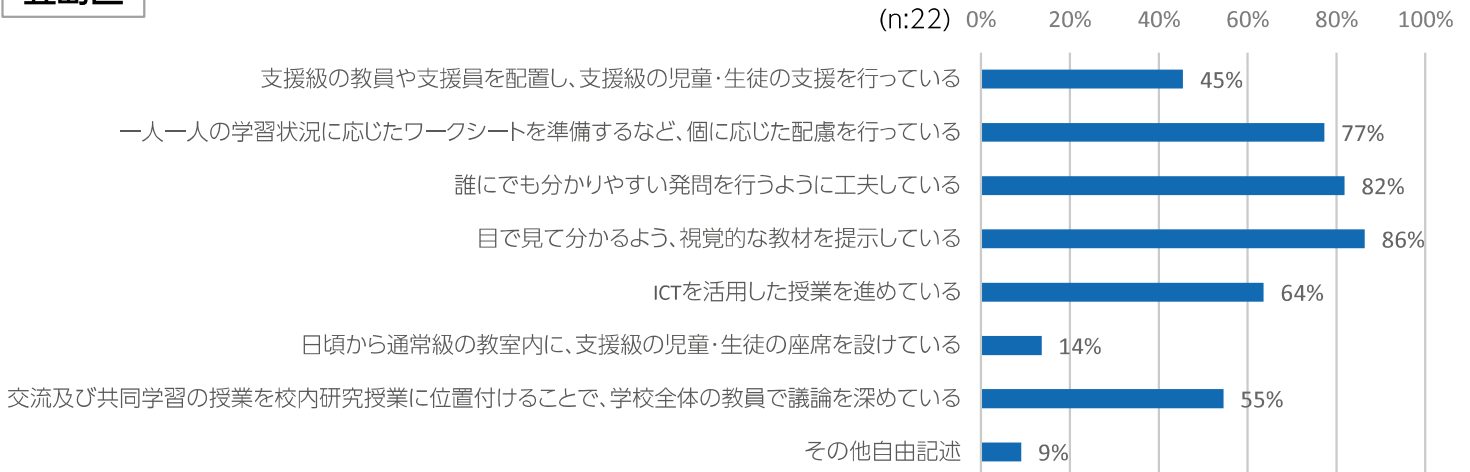 (n:22) 0% 20% 40% 60% 80% 100%
支援級の教員や支援員を配置し、支援級の児童・生徒の支援を行っている 45%
一人一人の学習状況に応じたワークシートを準備するなど、個に応じた配慮を行っている 77%
誰にでも分かりやすい発問を行うように工夫している 82%
目で見て分かるよう、視覚的な教材を提示している 86%
ICTを活用した授業を進めている 64%
日頃から通常級の教室内に、支援級の児童・生徒の座席を設けている 14%
交流及び共同学習の授業を校内研究授業に位置付けることで、学校全体の教員で議論を深めている 55%
その他自由記述 9%